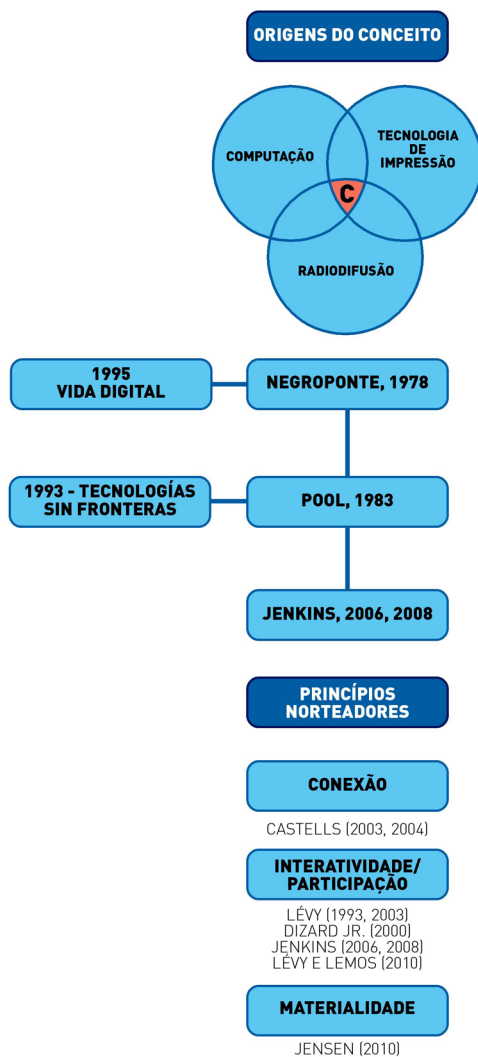 ORIGENS DO CONCEITO
COMPUTAÇÃO
TECNOLOGIA
DE
IMPRESSÃO
C
RADIODIFUSÃO
1995
VIDA DIGITAL
NEGROPONTE, 1978
1993 - TECNOLOGÍAS
SIN FRONTERAS
POOL, 1983
JENKINS, 2006, 2008
PRINCÍPIOS
NORTEADORES
CONEXÃO
CASTELLS (2003, 2004)
INTERATIVIDADE/
PARTICIPAÇÃO
LÉVY (1993, 2003)
DIZARD JR. (2000)
JENKINS (2006, 2008)
LÉVY E LEMOS (2010)
MATERIALIDADE
JENSEN (2010)